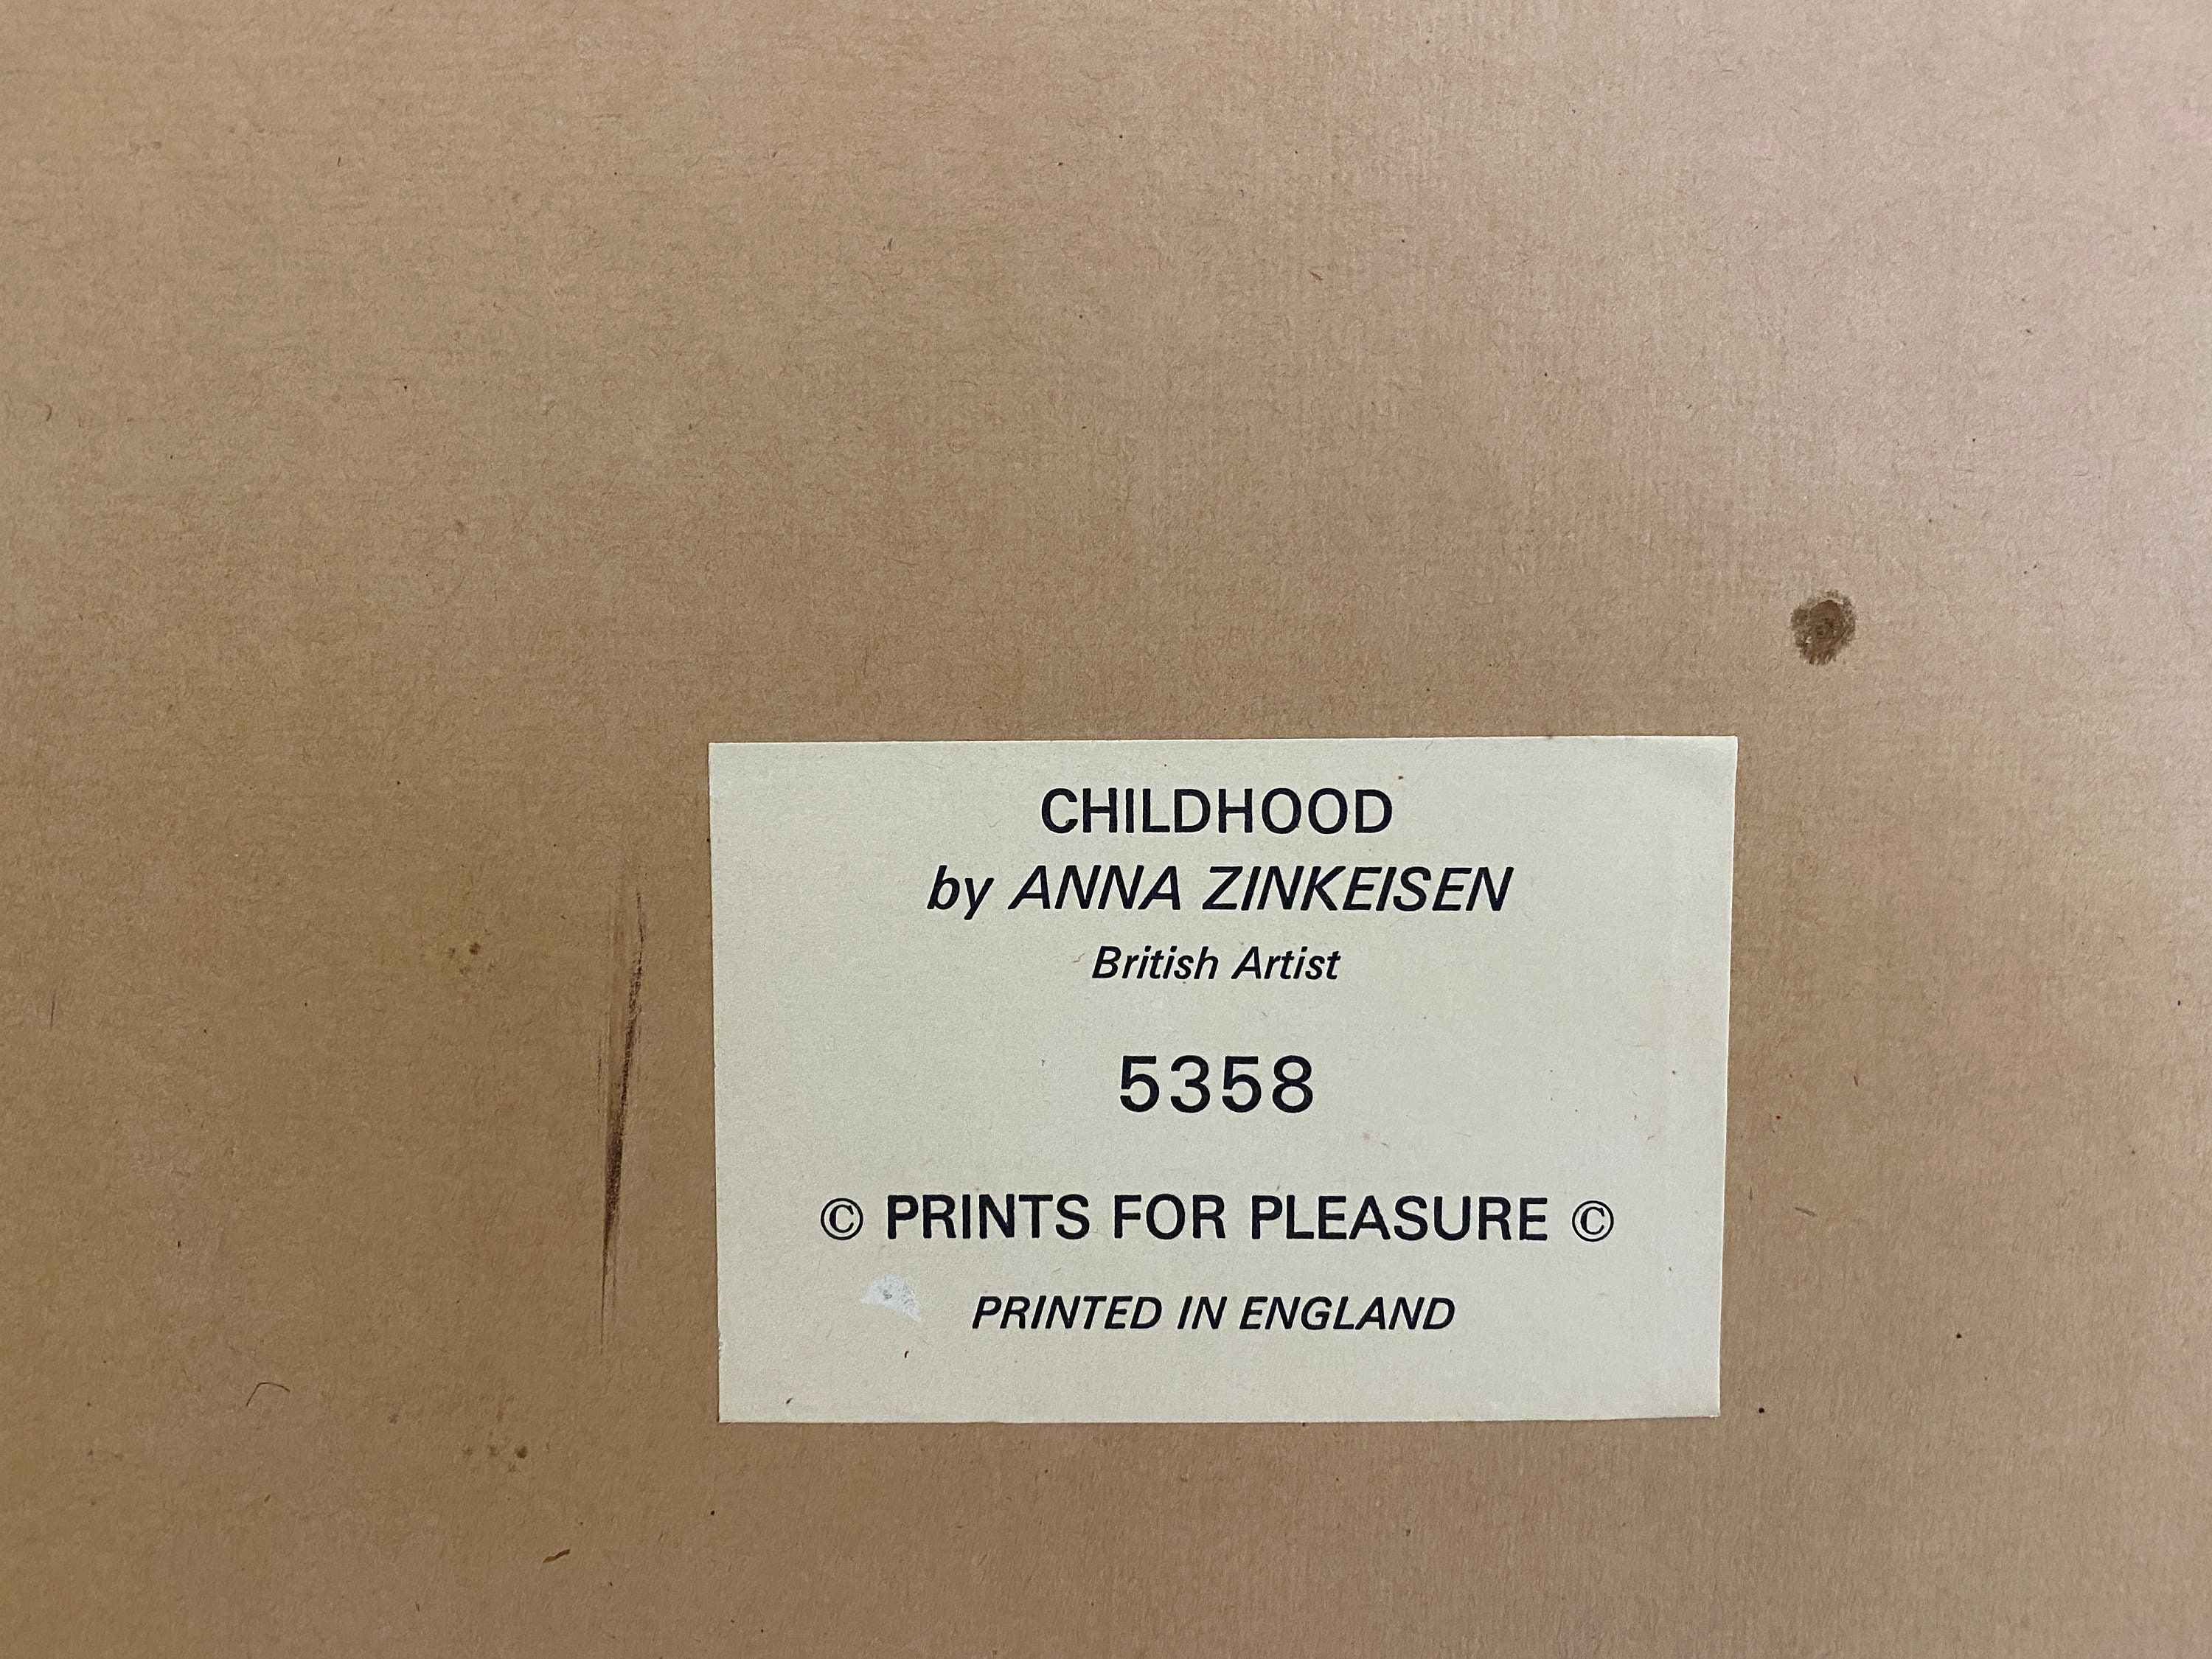 CHILDHOOD
by ANNA ZINKEISEN
British Artist
5358
© PRINTS FOR PLEASURE ©
PRINTED IN ENGLAND